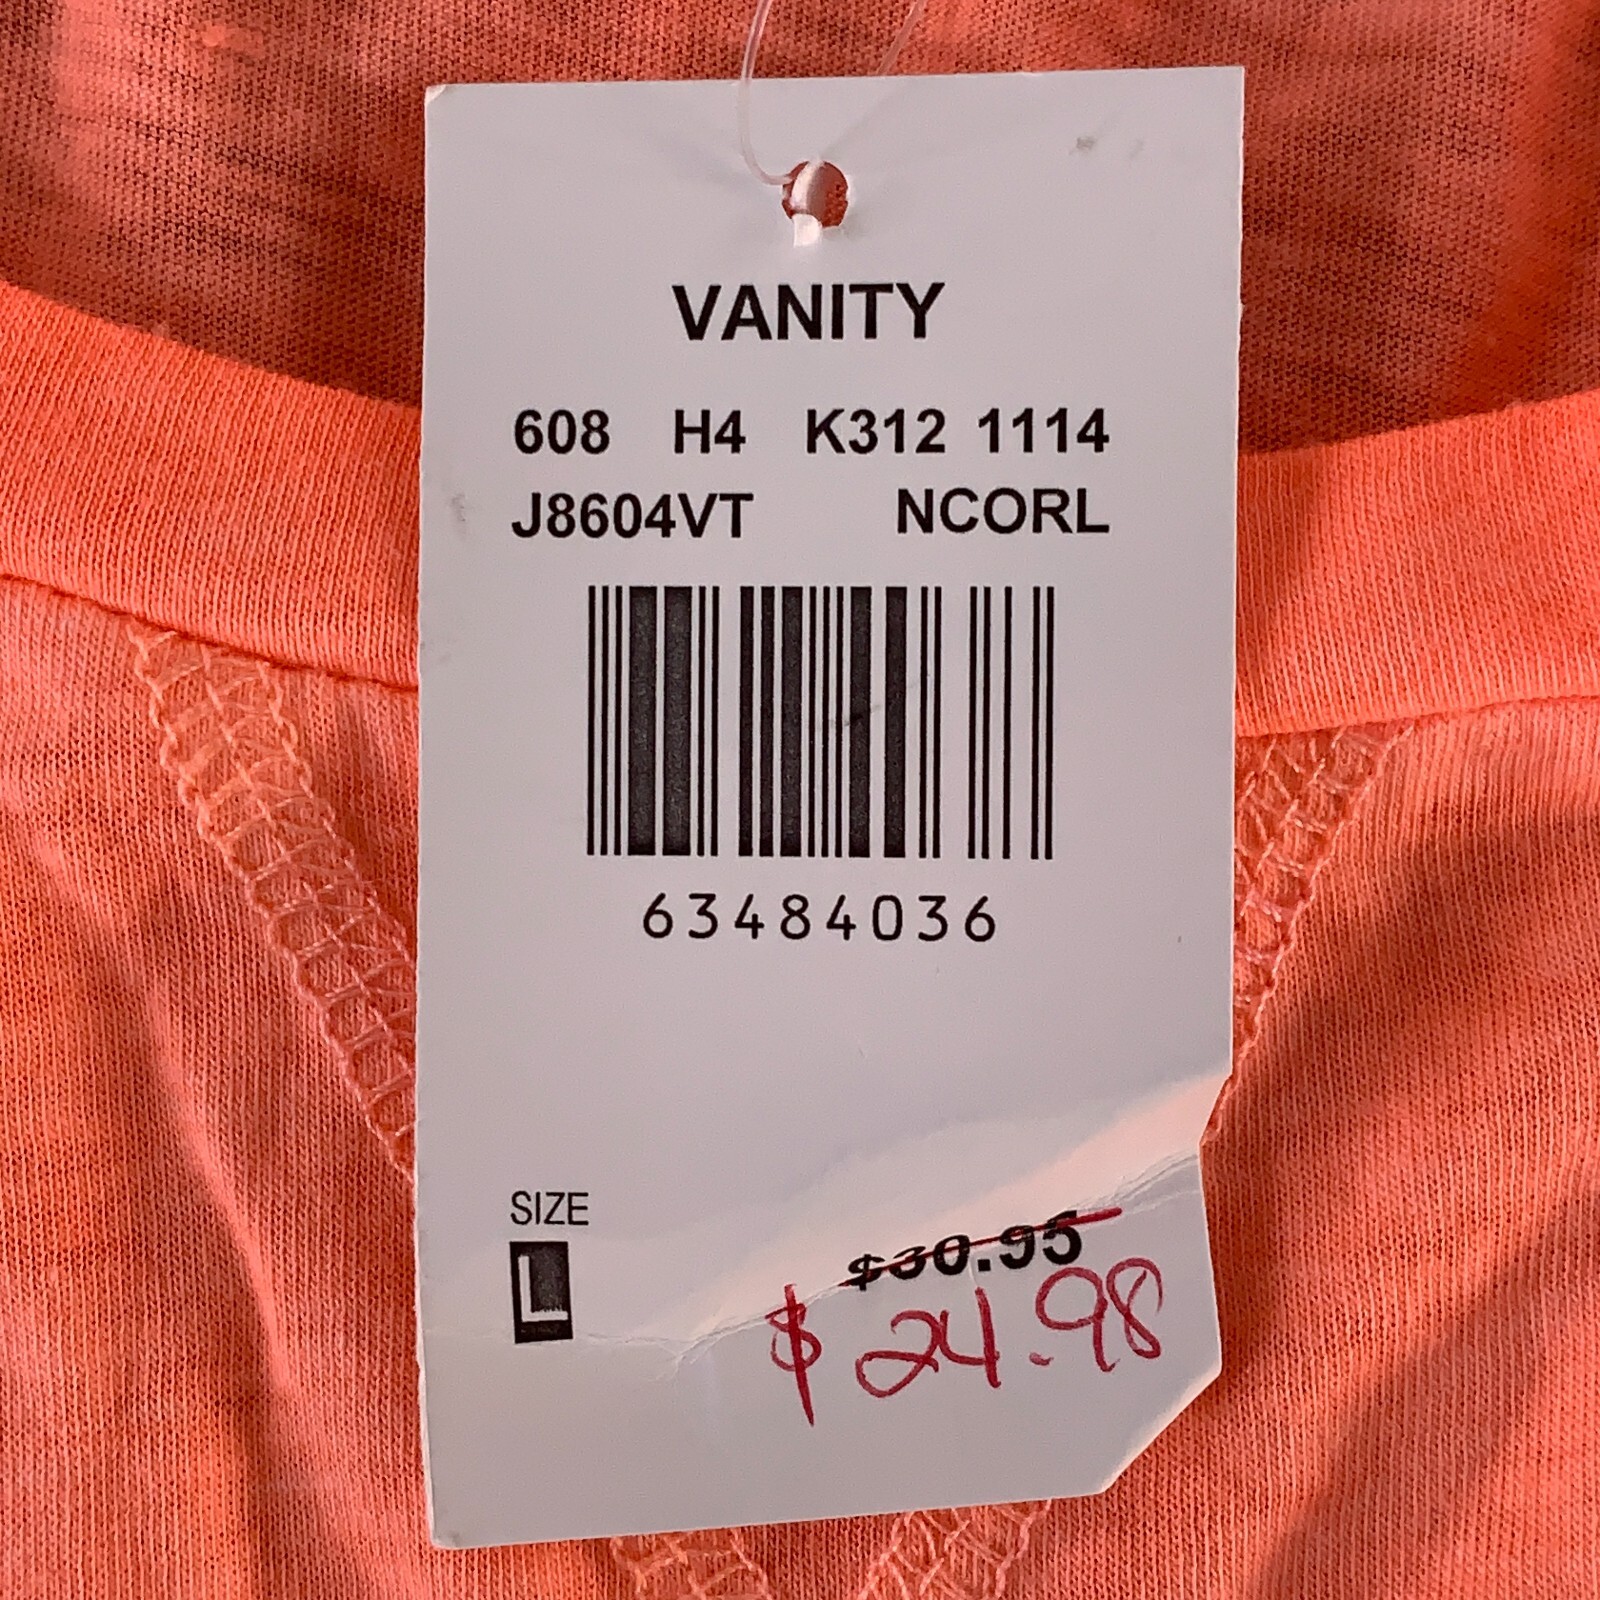 VANITY
608 H4 K312 1114
J8604VT NCORL
63484036
SIZE
L
$30.95
$24.98